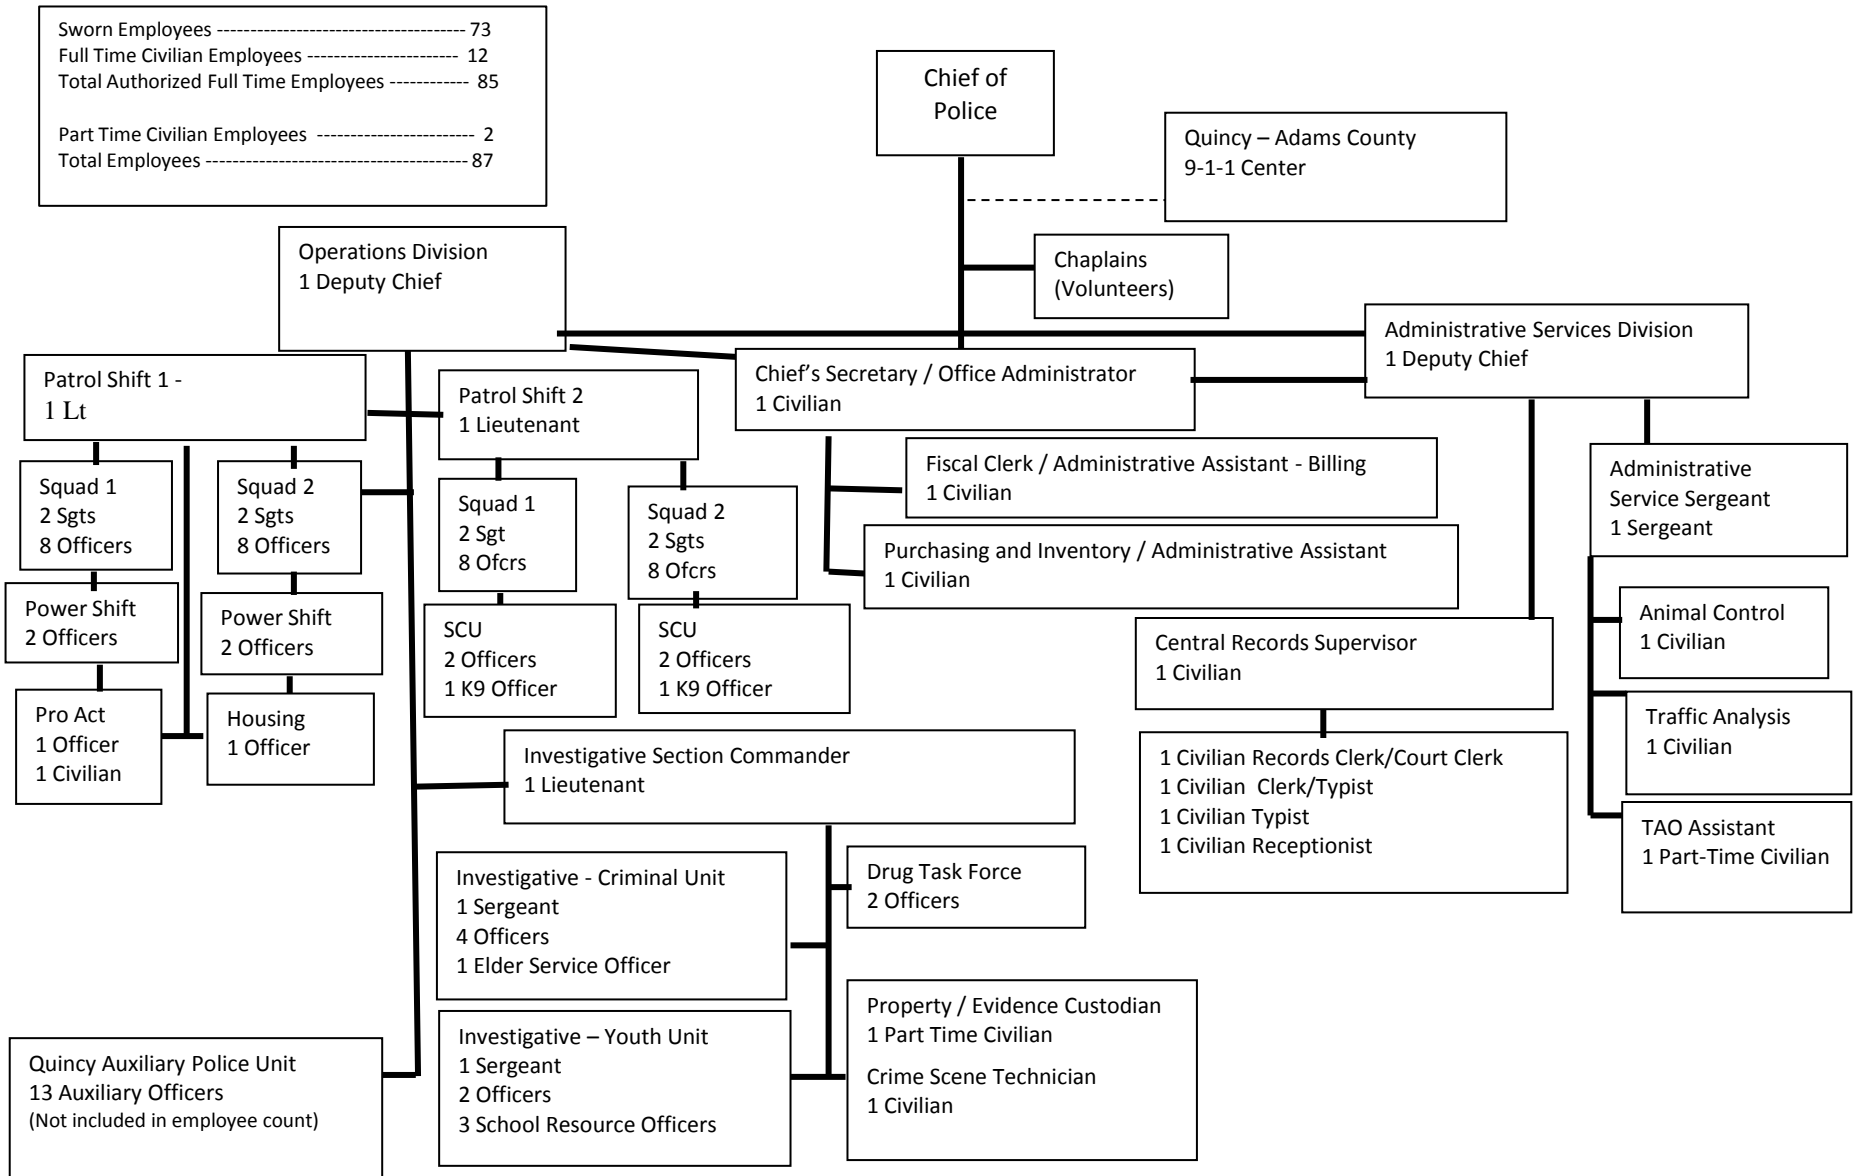 Sworn Employees ------------------------------------- 73
Full Time Civilian Employees ---------------------- 12
Total Authorized Full Time Employees ------------ 85
Part Time Civilian Employees ----------------------- 2
Total Employees --------------------------------------- 87
Chief of
Police
Quincy – Adams County
9-1-1 Center
Chaplains
(Volunteers)
Operations Division
1 Deputy Chief
Administrative Services Division
1 Deputy Chief
Chief's Secretary / Office Administrator
1 Civilian
Patrol Shift 1 -
1 Lt
Patrol Shift 2
1 Lieutenant
Squad 1
2 Sgts
8 Officers
Squad 2
2 Sgts
8 Officers
Squad 1
2 Sgt
8 Ofcrs
Squad 2
2 Sgts
8 Ofcrs
Fiscal Clerk / Administrative Assistant - Billing
1 Civilian
Purchasing and Inventory / Administrative Assistant
1 Civilian
Administrative
Service Sergeant
1 Sergeant
Power Shift
2 Officers
Power Shift
2 Officers
SCU
2 Officers
1 K9 Officer
SCU
2 Officers
1 K9 Officer
Central Records Supervisor
1 Civilian
Animal Control
1 Civilian
Pro Act
1 Officer
1 Civilian
Housing
1 Officer
Traffic Analysis
1 Civilian
Investigative Section Commander
1 Lieutenant
1 Civilian Records Clerk/Court Clerk
1 Civilian Clerk/Typist
1 Civilian Typist
1 Civilian Receptionist
TAO Assistant
1 Part-Time Civilian
Investigative - Criminal Unit
1 Sergeant
4 Officers
1 Elder Service Officer
Drug Task Force
2 Officers
Property / Evidence Custodian
1 Part Time Civilian
Crime Scene Technician
1 Civilian
Investigative – Youth Unit
1 Sergeant
2 Officers
3 School Resource Officers
Quincy Auxiliary Police Unit
13 Auxiliary Officers
(Not included in employee count)